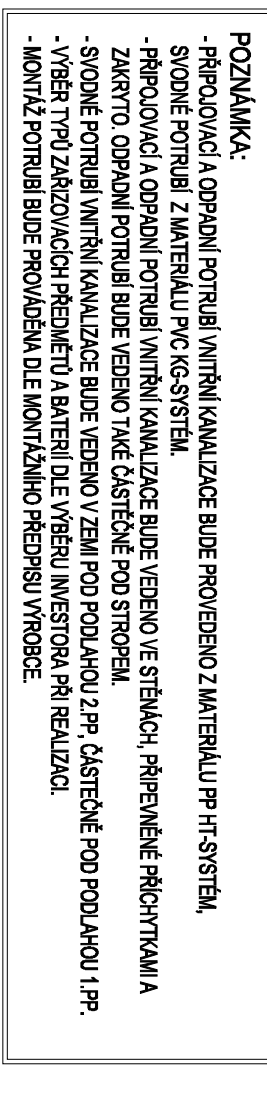 POZNÁMKA:
- PŘIPOJOVACÍ A ODPADNÍ POTRUBÍ VNITŘNÍ KANALIZACE BUDE PROVEDENO Z MATERIÁLU PP HT-SYSTÉM,
SVODNÉ POTRUBÍ Z MATERIÁLU PVC KG-SYSTÉM.
- PŘIPOJOVACÍ A ODPADNÍ POTRUBÍ VNITŘNÍ KANALIZACE BUDE VEDENO VE STĚNÁCH, PŘIPEVNĚNÉ PŘÍCHYTKAMI A
ZAKRYTO. ODPADNÍ POTRUBÍ BUDE VEDENO TAKÉ ČÁSTEČNĚ POD STROPEM.
- SVODNÉ POTRUBÍ VNITŘNÍ KANALIZACE BUDE VEDENO V ZEMI POD PODLAHOU 2.PP, ČÁSTEČNĚ POD PODLAHOU 1.PP.
- VÝBĚR TYPŮ ZAŘIZOVACÍCH PŘEDMĚTŮ A BATERIÍ DLE VÝBĚRU INVESTORA PŘI REALIZACI.
- MONTÁŽ POTRUBÍ BUDE PROVÁDĚNA DLE MONTÁŽNÍHO PŘEDPISU VÝROBCE.